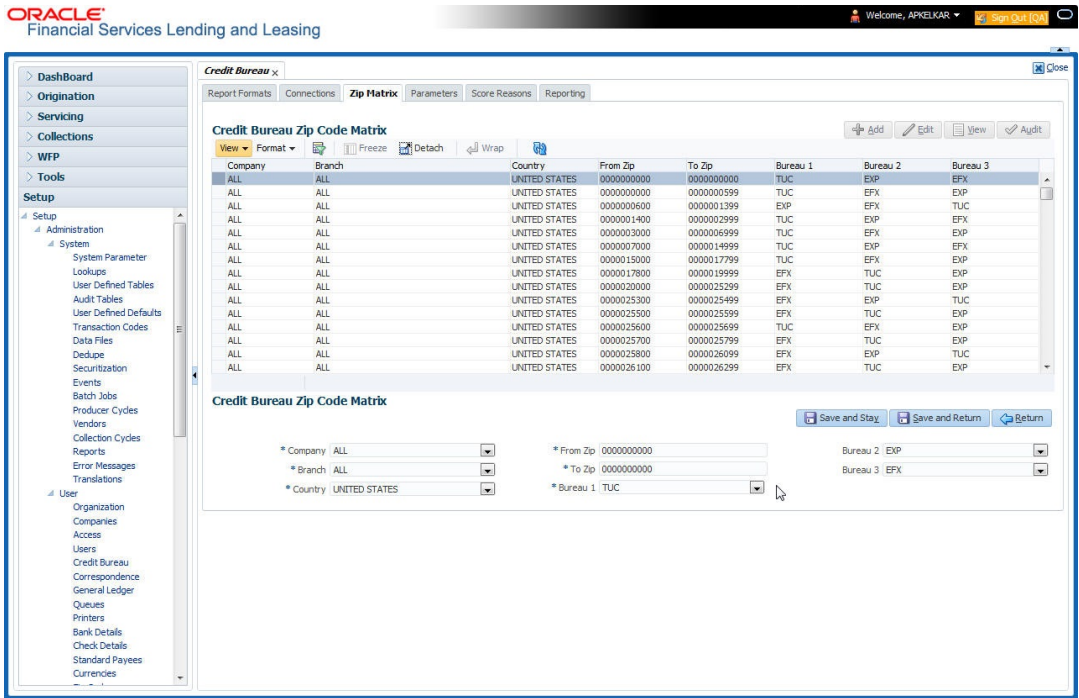 ORACLE
Financial Services Lending and Leasing
Welcome, APKELKAR
Sign Out [QA]
Close
DashBoard
Origination
Servicing
Collections
WFP
Tools
Setup
Setup
Administration
System
System Parameter
Lookups
User Defined Tables
Audit Tables
User Defined Defaults
Transaction Codes
Data Files
Dedupe
Securitization
Events
Batch Jobs
Producer Cycles
Vendors
Collection Cycles
Reports
Error Messages
Translations
User
Organization
Companies
Access
Users
Credit Bureau
Correspondence
General Ledger
Queues
Printers
Bank Details
Check Details
Standard Payees
Currencies
Credit Bureau
Report Formats Connections Zip Matrix Parameters Score Reasons Reporting
Credit Bureau Zip Code Matrix
Add Edit View Audit
View Format Freeze Detach Wrap
Company Branch Country From Zip To Zip Bureau 1 Bureau 2 Bureau 3
ALL ALL UNITED STATES 0000000000 0000000000 TUC EXP EFX
ALL ALL UNITED STATES 0000000000 0000000599 TUC EFX EXP
ALL ALL UNITED STATES 0000000600 0000001399 EXP EFX TUC
ALL ALL UNITED STATES 0000001400 0000002999 TUC EXP EFX
ALL ALL UNITED STATES 0000003000 0000006999 TUC EFX EXP
ALL ALL UNITED STATES 0000007000 0000014999 TUC EXP EFX
ALL ALL UNITED STATES 0000015000 0000017799 TUC EFX EXP
ALL ALL UNITED STATES 0000017800 0000019999 EFX TUC EXP
ALL ALL UNITED STATES 0000020000 0000025299 EFX TUC EXP
ALL ALL UNITED STATES 0000025300 0000025499 EFX EXP TUC
ALL ALL UNITED STATES 0000025500 0000025599 EFX TUC EXP
ALL ALL UNITED STATES 0000025600 0000025699 TUC EFX EXP
ALL ALL UNITED STATES 0000025700 0000025799 EFX TUC EXP
ALL ALL UNITED STATES 0000025800 0000026099 EFX EXP TUC
ALL ALL UNITED STATES 0000026100 0000026299 EFX TUC EXP
Credit Bureau Zip Code Matrix
Save and Stay Save and Return Return
* Company ALL * From Zip 0000000000 Bureau 2 EXP
* Branch ALL * To Zip 0000000000 Bureau 3 EFX
* Country UNITED STATES * Bureau 1 TUC